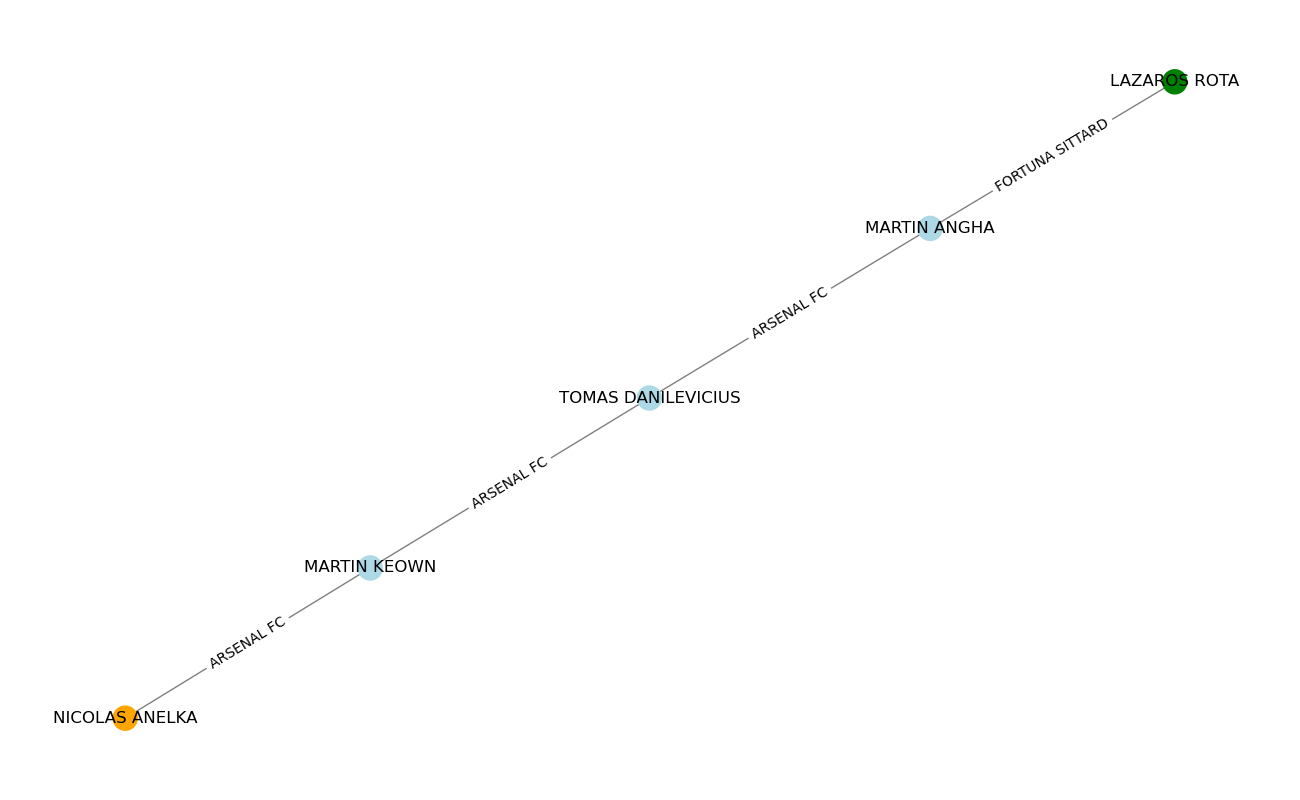 LAZAROS ROTA
FORTUNA SITTARD
MARTIN ANGHA
ARSENAL FC
TOMAS DANILEVICIUS
ARSENAL FC
MARTIN KEOWN
ARSENAL FC
NICOLAS ANELKA